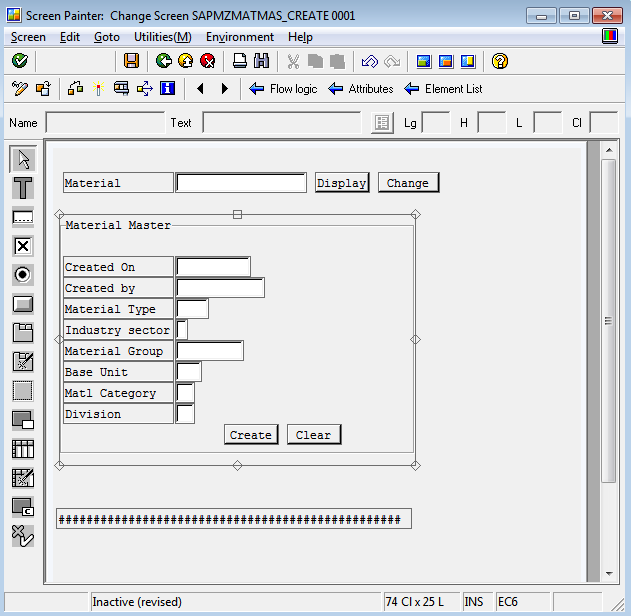 Screen Painter: Change Screen SAPMZMATMAS_CREATE 0001
Screen Edit Goto Utilities(M) Environment Help
Flow logic Attributes Element List
Name Text Lg H L Cl
Material Display Change
Material Master
Created On
Created by
Material Type
Industry sector
Material Group
Base Unit
Matl Category
Division
Create Clear
################################################
Inactive (revised) 74 Cl x 25 L INS EC6